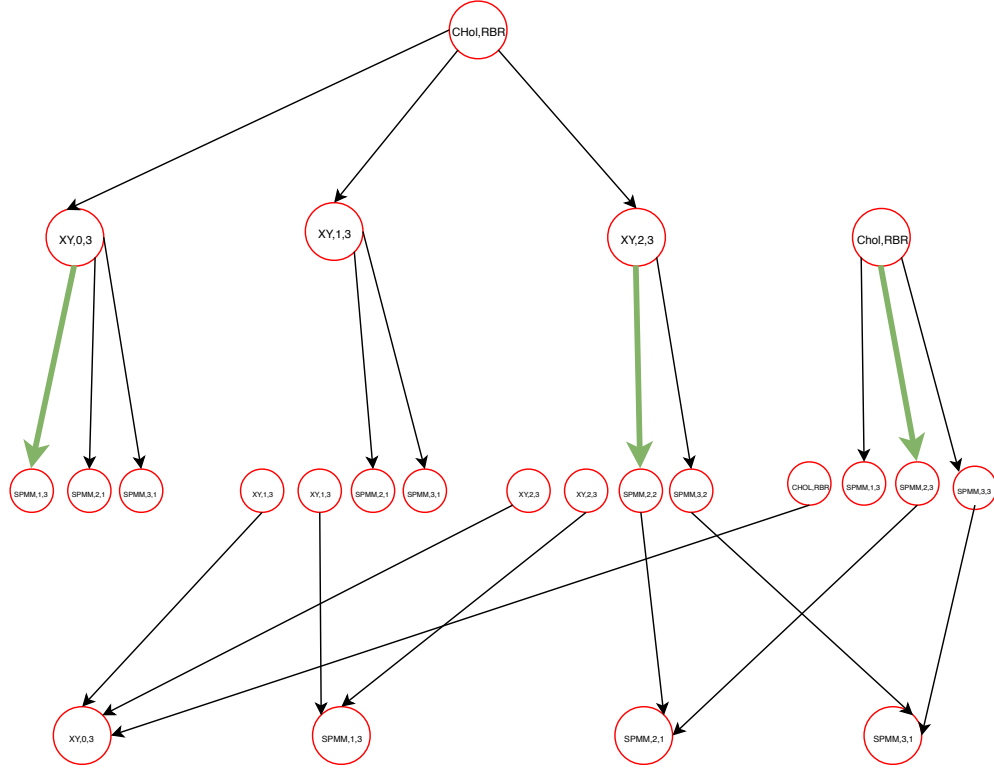 CHol,RBR
XY,0,3
XY,1,3
XY,2,3
Chol,RBR
SPMM,1,3
SPMM,2,1
SPMM,3,1
XY,1,3
XY,1,3
SPMM,2,1
SPMM,3,1
XY,2,3
XY,2,3
SPMM,2,2
SPMM,3,2
CHOL,RBR
SPMM,1,3
SPMM,2,3
SPMM,3,3
XY,0,3
SPMM,1,3
SPMM,2,1
SPMM,3,1